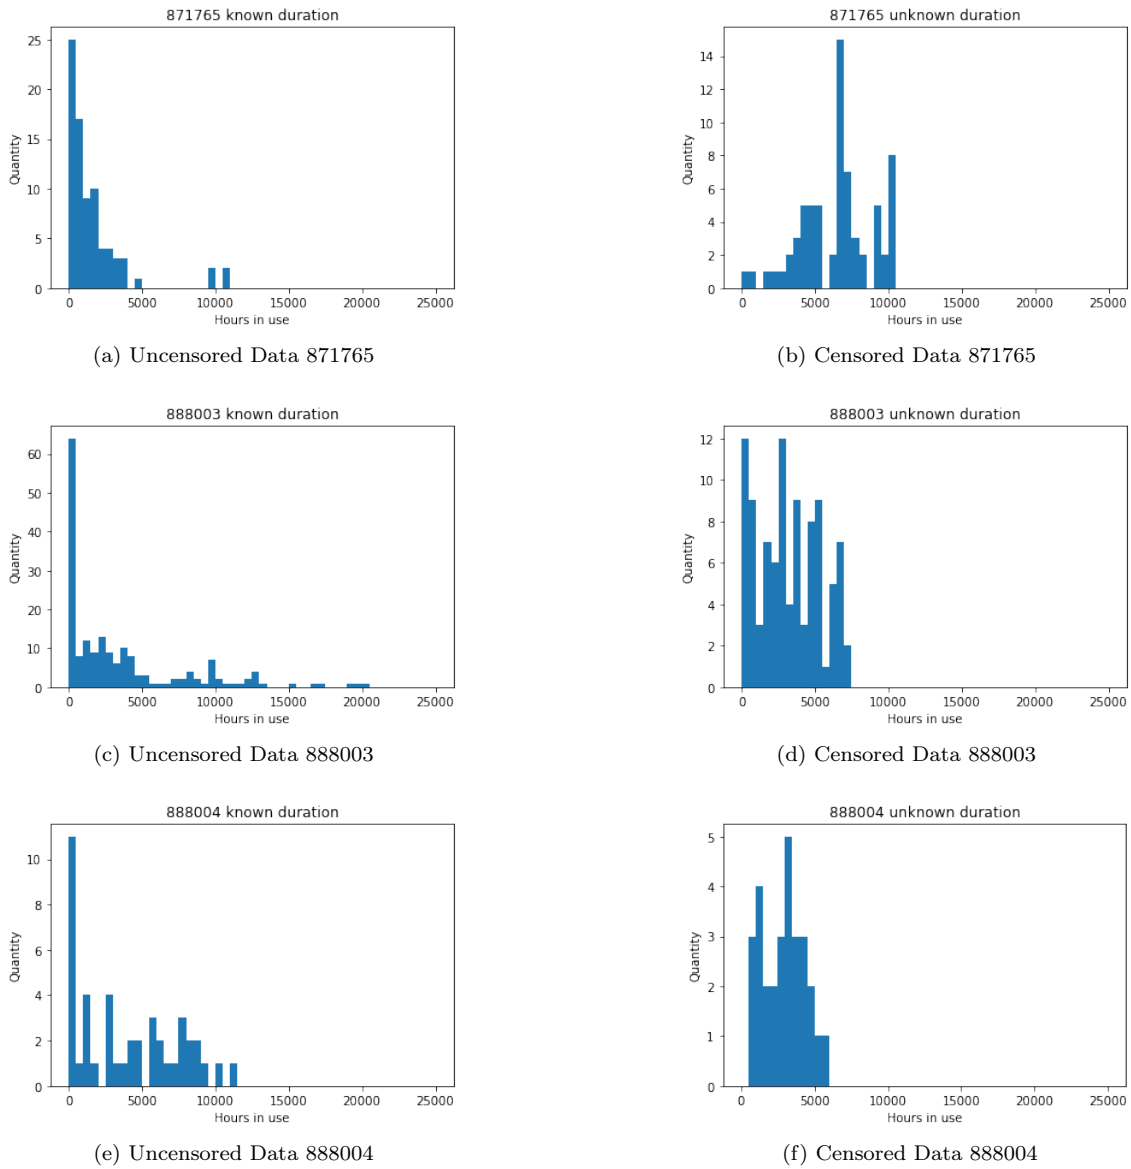 871765 known duration
25
20
15
10
5
0
Quantity
0 5000 10000 15000 20000 25000
Hours in use
(a) Uncensored Data 871765
871765 unknown duration
14
12
10
8
6
4
2
0
Quantity
0 5000 10000 15000 20000 25000
Hours in use
(b) Censored Data 871765
888003 known duration
60
50
40
30
20
10
0
Quantity
0 5000 10000 15000 20000 25000
Hours in use
(c) Uncensored Data 888003
888003 unknown duration
12
10
8
6
4
2
0
Quantity
0 5000 10000 15000 20000 25000
Hours in use
(d) Censored Data 888003
888004 known duration
10
8
6
4
2
0
Quantity
0 5000 10000 15000 20000 25000
Hours in use
(e) Uncensored Data 888004
888004 unknown duration
5
4
3
2
1
0
Quantity
0 5000 10000 15000 20000 25000
Hours in use
(f) Censored Data 888004